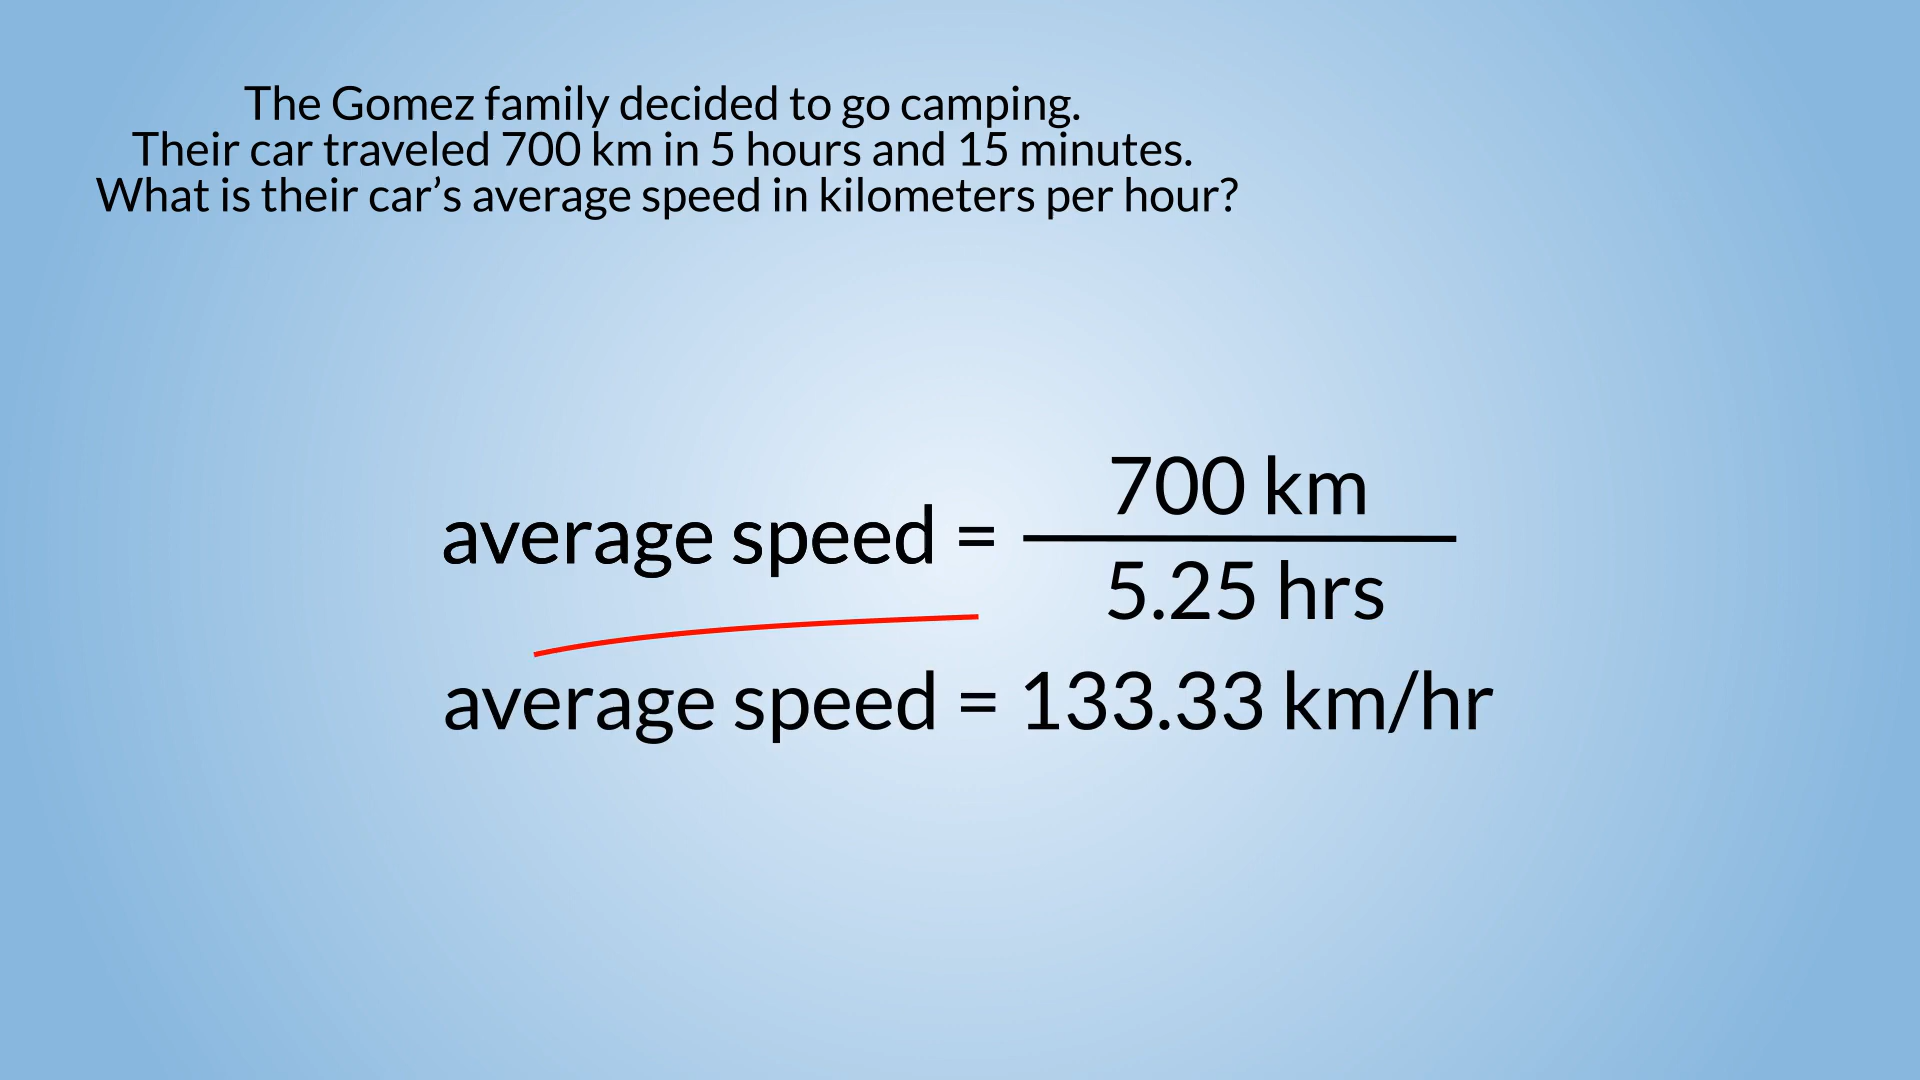 The Gomez family decided to go camping.
Their car traveled 700 km in 5 hours and 15 minutes.
What is their car’s average speed in kilometers per hour?
average speed = 700 km
5.25 hrs
average speed = 133.33 km/hr